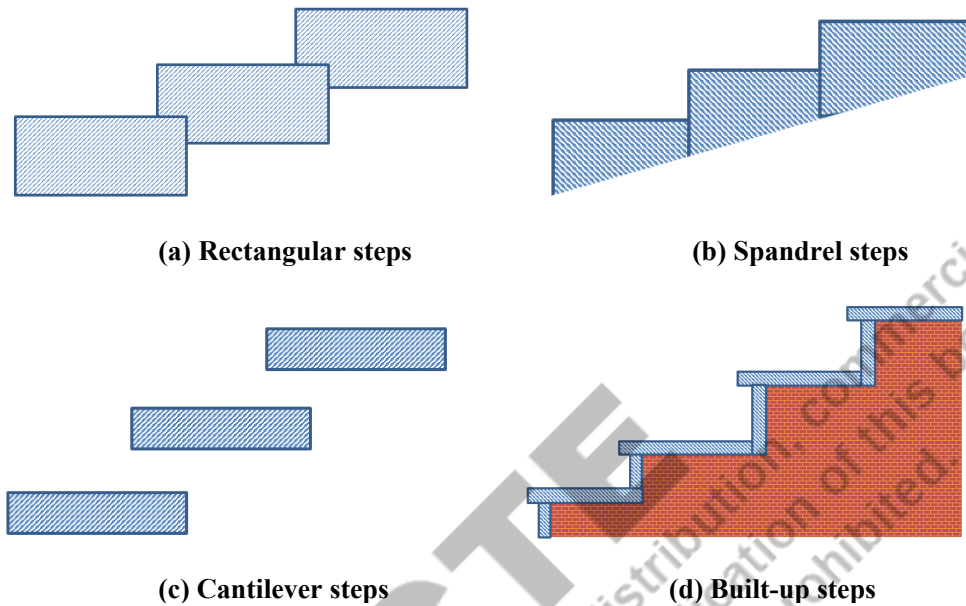 (a) Rectangular steps
(b) Spandrel steps
(c) Cantilever steps
(d) Built-up steps